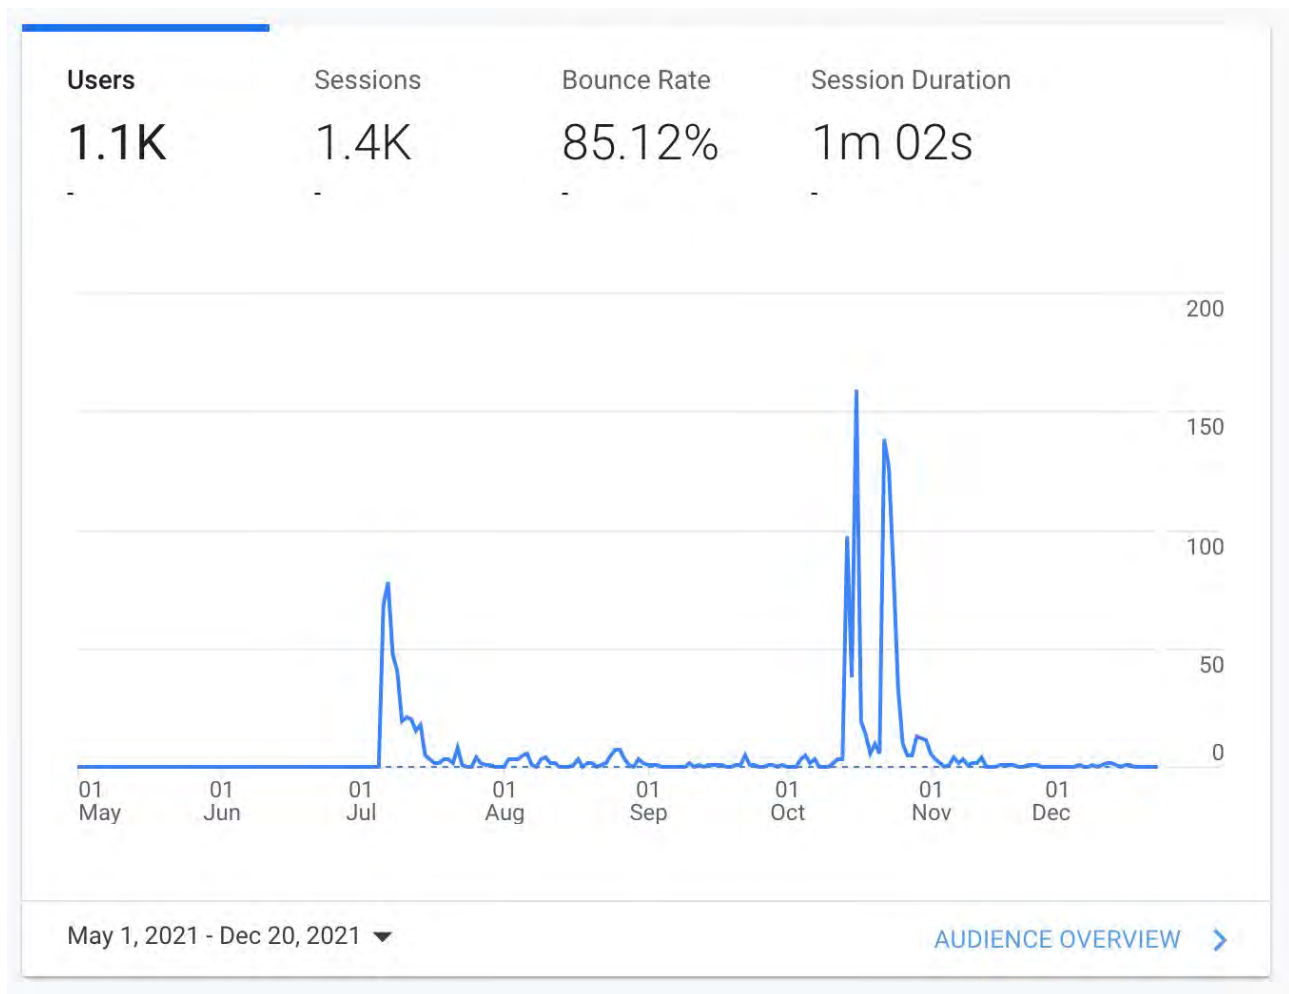 Users Sessions Bounce Rate Session Duration
1.1K 1.4K 85.12% 1m 02s
- - - -
200
150
100
50
0
01 01 01 01 01 01 01 01
May Jun Jul Aug Sep Oct Nov Dec
May 1, 2021 - Dec 20, 2021 AUDIENCE OVERVIEW